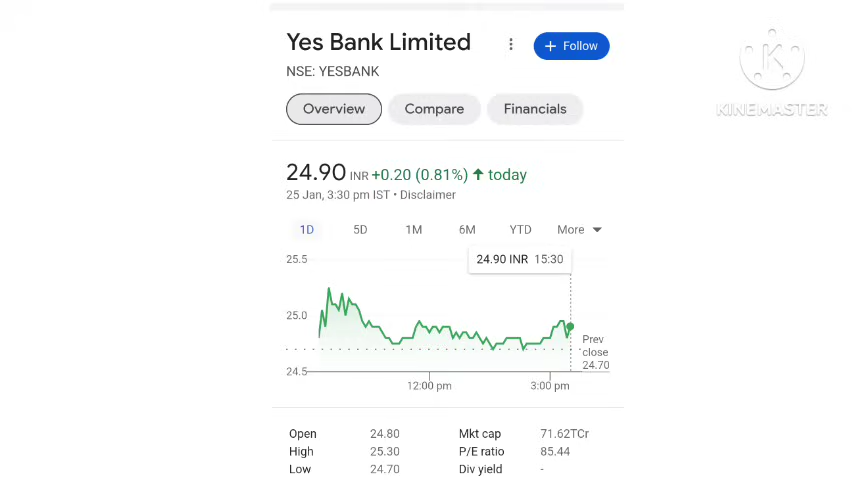 Yes Bank Limited
+ Follow
NSE: YESBANK
Overview
Compare
Financials
24.90 INR +0.20 (0.81%) ↑ today
25 Jan, 3:30 pm IST • Disclaimer
1D 5D 1M 6M YTD More
24.90 INR 15:30
25.5
25.0
24.5
Prev
close
24.70
12:00 pm 3:00 pm
Open 24.80 Mkt cap 71.62TCr
High 25.30 P/E ratio 85.44
Low 24.70 Div yield -
K
KINEMASTER